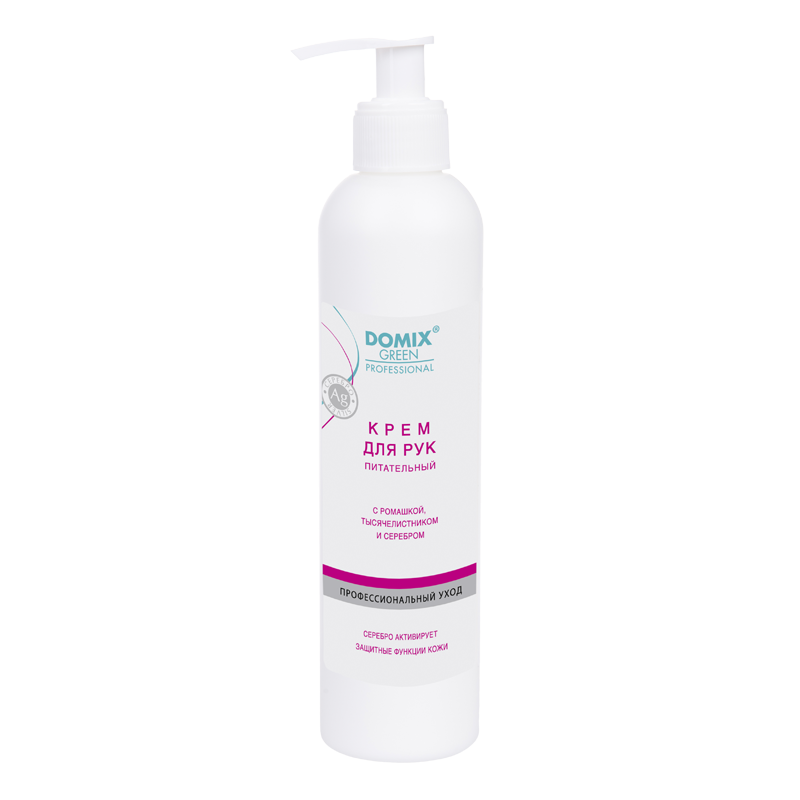 DOMIX®
GREEN
PROFESSIONAL
Ag
КРЕМ
ДЛЯ РУК
ПИТАТЕЛЬНЫЙ
С РОМАШКОЙ,
ТЫСЯЧЕЛИСТНИКОМ
И СЕРЕБРОМ
ПРОФЕССИОНАЛЬНЫЙ УХОД
СЕРЕБРО АКТИВИРУЕТ
ЗАЩИТНЫЕ ФУНКЦИИ КОЖИ